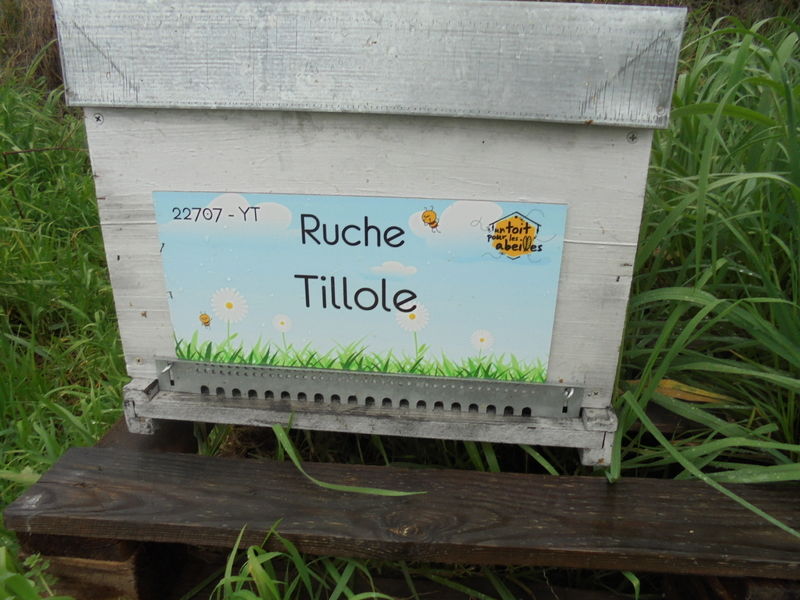 22707 - YT
Ruche
Tillole
un toit
pour les
abeilles